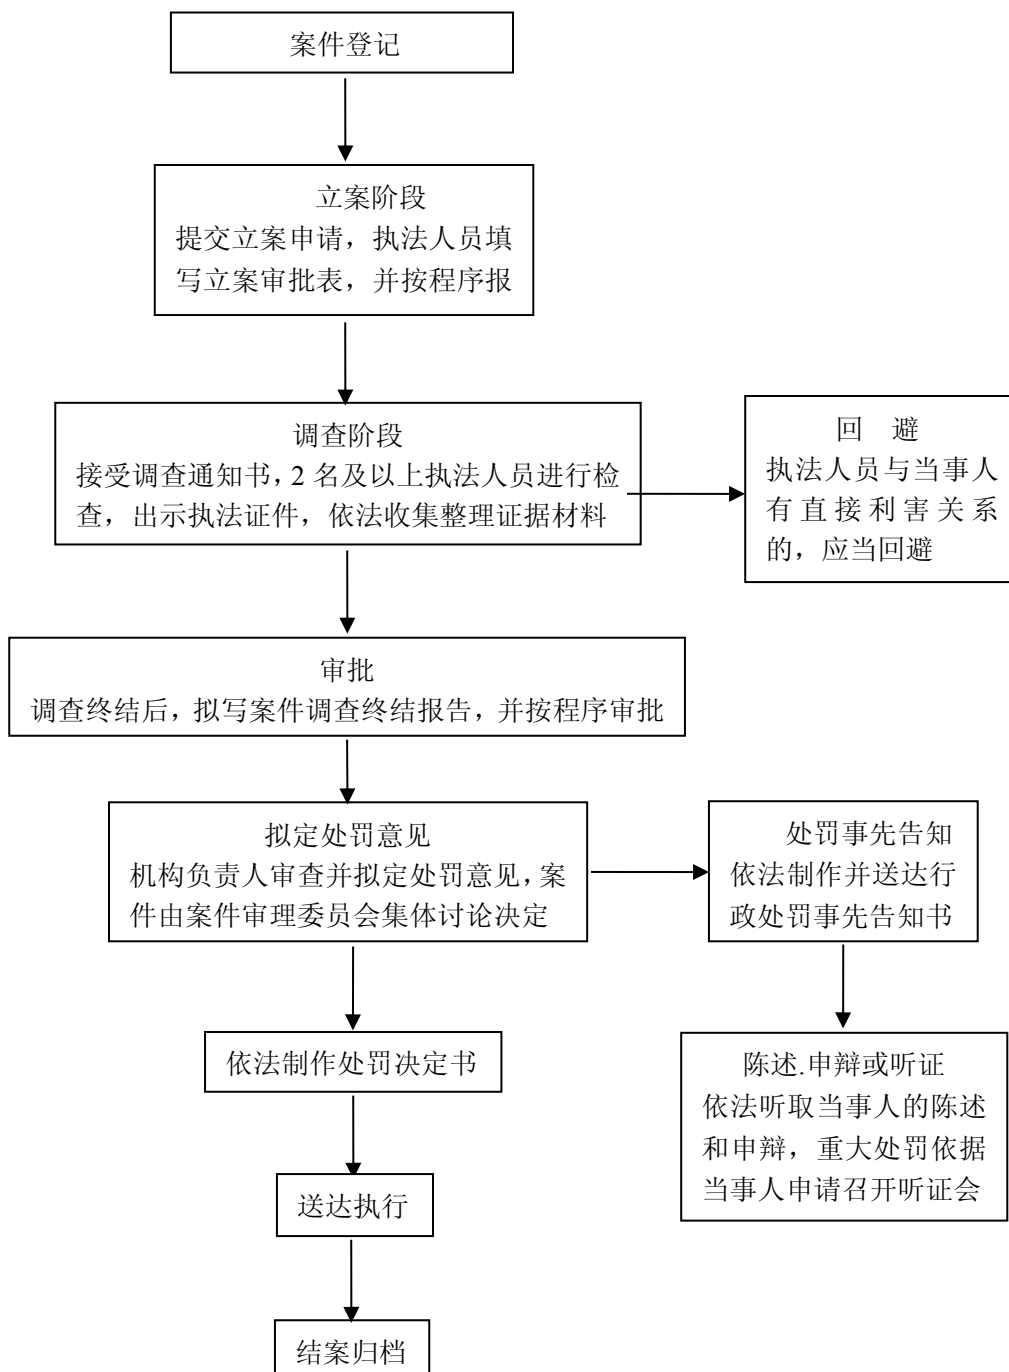 案件登记
立案阶段
提交立案申请，执法人员填
写立案审批表，并按程序报
调查阶段
接受调查通知书，2 名及以上执法人员进行检
查，出示执法证件，依法收集整理证据材料
回 避
执法人员与当事人
有直接利害关系
的，应当回避
审批
调查终结后，拟写案件调查终结报告，并按程序审批
拟定处罚意见
机构负责人审查并拟定处罚意见，案
件由案件审理委员会集体讨论决定
处罚事先告知
依法制作并送达行
政处罚事先告知书
依法制作处罚决定书
陈述.申辩或听证
依法听取当事人的陈述
和申辩，重大处罚依据
当事人申请召开听证会
送达执行
结案归档